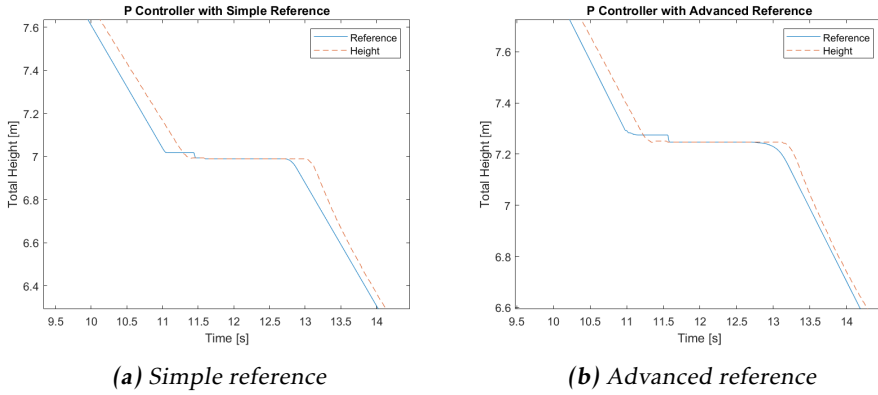 P Controller with Simple Reference
Reference
Height
Total Height [m]
7.6
7.4
7.2
7
6.8
6.6
6.4
9.5 10 10.5 11 11.5 12 12.5 13 13.5 14
Time [s]
(a) Simple reference
P Controller with Advanced Reference
Reference
Height
Total Height [m]
7.6
7.4
7.2
7
6.8
6.6
9.5 10 10.5 11 11.5 12 12.5 13 13.5 14
Time [s]
(b) Advanced reference